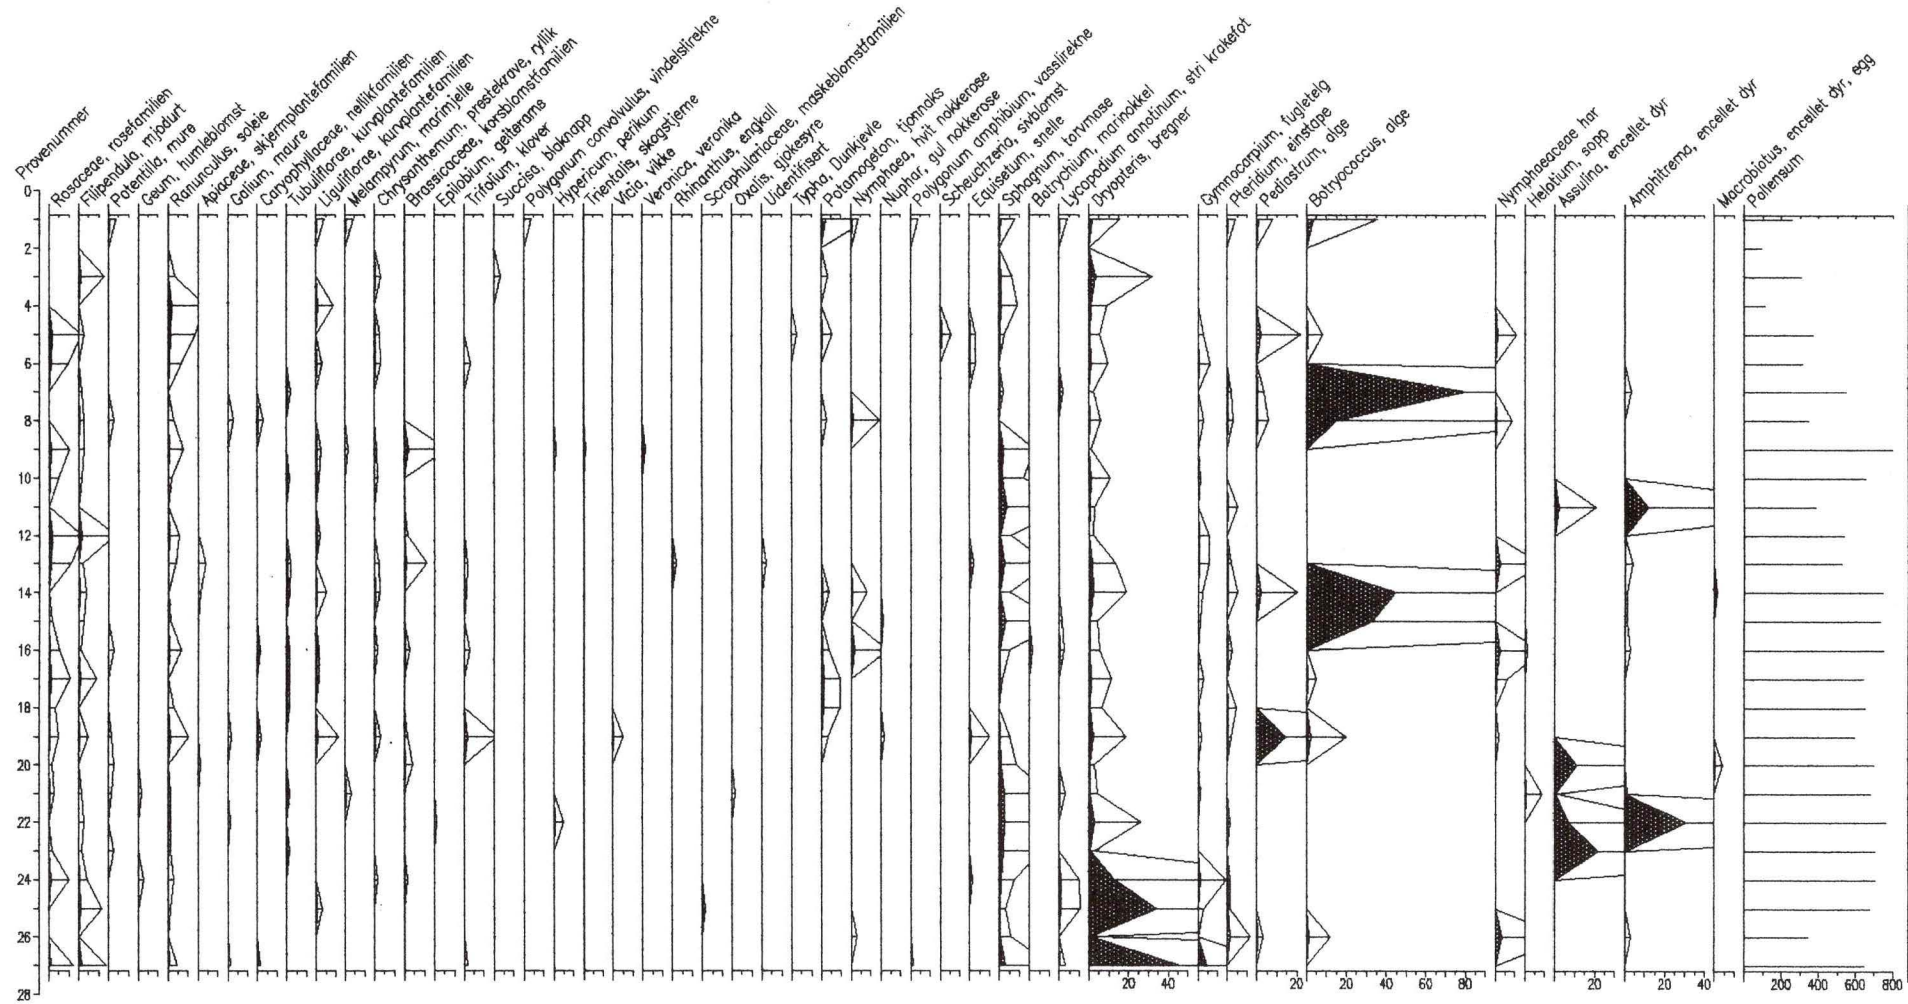 Prøvenummer
Rosaceae, rosefamilien
Filipendula, mjødurt
Potentilla, mure
Geum, humleblomst
Ranunculus, soleie
Apiaceae, skjermplantefamilien
Galium, maure
Caryophyllaceae, nellikfamilien
Tubuliflorae, kurvplantefamilien
Liguliflorae, kurvplantefamilien
Melampyrum, marimjelle
Chrysanthemum, prestekrave, ryllik
Brassicaceae, korsblomstfamilien
Epilobium, geiterams
Trifolium, kløver
Succisa, blåknapp
Polygonum convolvulus, vindelslirekne
Hypericum, perikum
Trientalis, skogstjerne
Vicia, vikke
Veronica, veronika
Rhinanthus, engkall
Scrophulariaceae, maskeblomstfamilien
Oxalis, gjøkesyre
Uidentifisert
Typha, Dunkjevle
Potamogeton, tjønnaks
Nymphaea, hvit nøkkerose
Nuphar, gul nøkkerose
Polygonum amphibium, vasslirekne
Scheuchzeria, sivblomst
Equisetum, snelle
Sphagnum, torvmose
Botrychium, marinøkkel
Lycopodium annotinum, stri kråkefot
Dryopteris, bregner
Gymnocarpium, fugletelg
Pteridium, einstape
Pediastrum, alge
Botryococcus, alge
Nymphaeaceae hår
Helotium, sopp
Assulina, encellet dyr
Amphitrema, encellet dyr
Macrobiotus, encellet dyr, egg
Pollensum
0
2
4
6
8
10
12
14
16
18
20
22
24
26
28
20 40
20
20 40 60 80
20
20 40
200 400 600 800